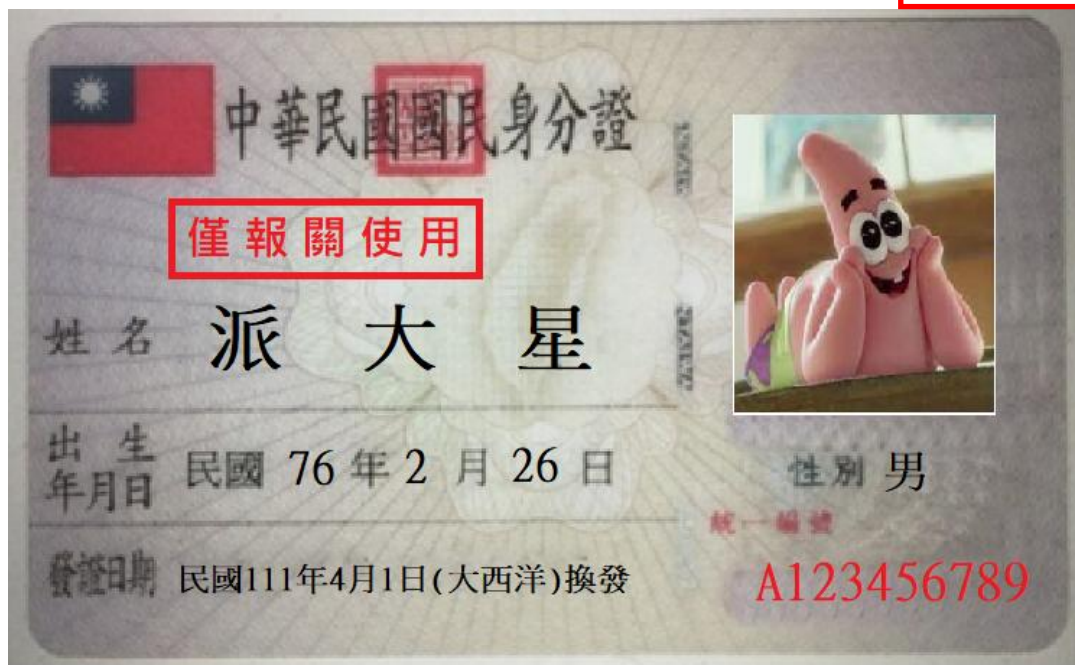 中華民國國民身分證
僅報關使用
姓名 派大星
出生年月日 民國 76 年 2 月 26 日
性別 男
統一編號
發證日期 民國111年4月1日(大西洋)換發
A123456789